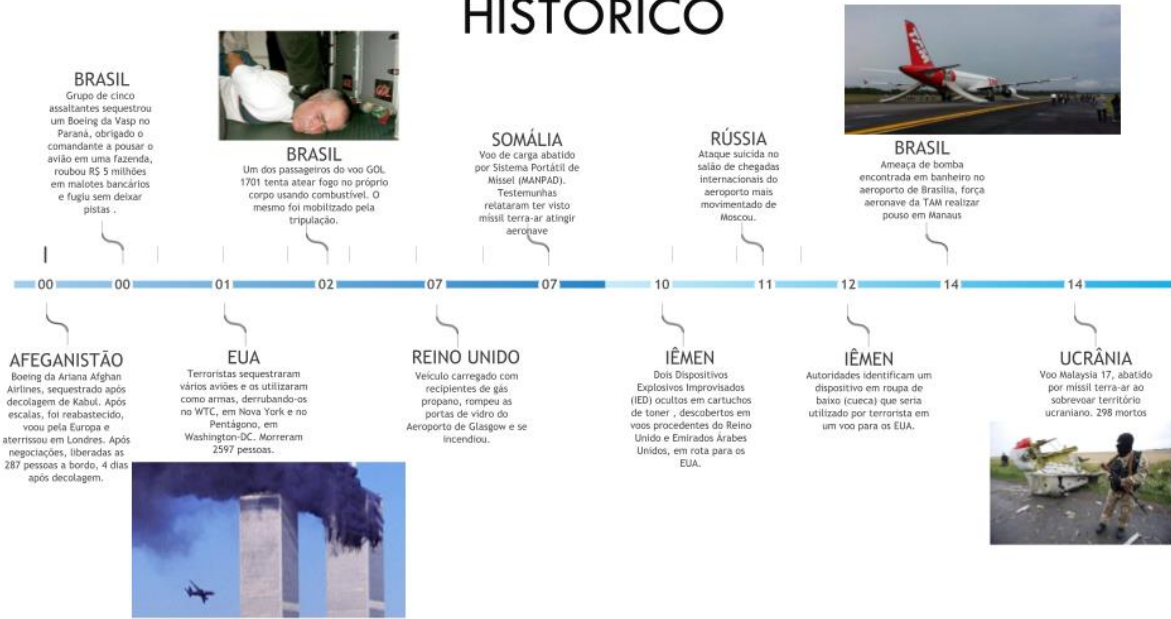 HISTÓRICO
BRASIL
Grupo de cinco
assaltantes sequestrou
um Boeing da Vasp no
Paraná, obrigado o
comandante a pousar o
avião em uma fazenda,
roubou R$ 5 milhões
em malotes bancários
e fugiu sem deixar
pistas .
BRASIL
Um dos passageiros do voo GOL
1701 tenta atear fogo no próprio
corpo usando combustível. O
mesmo foi mobilizado pela
tripulação.
SOMÁLIA
Voo de carga abatido
por Sistema Portátil de
Míssel (MANPAD).
Testemunhas
relataram ter visto
míssil terra-ar atingir
aeronave
RÚSSIA
Ataque suicida no
salão de chegadas
internacionais do
aeroporto mais
movimentado de
Moscou.
TAM
BRASIL
Ameaça de bomba
encontrada em banheiro no
aeroporto de Brasília, força
aeronave da TAM realizar
pouso em Manaus
00 00 01 02 07 07 10 11 12 14 14
AFEGANISTÃO
Boeing da Ariana Afghan
Airlines, sequestrado após
decolagem de Kabul. Após
escalas, foi reabastecido,
voou pela Europa e
aterrissou em Londres. Após
negociações, liberadas as
287 pessoas a bordo, 4 dias
após decolagem.
EUA
Terroristas sequestraram
vários aviões e os utilizaram
como armas, derrubando-os
no WTC, em Nova York e no
Pentágono, em
Washington-DC. Morreram
2597 pessoas.
REINO UNIDO
Veículo carregado com
recipientes de gás
propano, rompeu as
portas de vidro do
Aeroporto de Glasgow e se
incendiou.
IÊMEN
Dois Dispositivos
Explosivos Improvisados
(IED) ocultos em cartuchos
de toner , descobertos em
voos procedentes do Reino
Unido e Emirados Árabes
Unidos, em rota para os
EUA.
IÊMEN
Autoridades identificam um
dispositivo em roupa de
baixo (cueca) que seria
utilizado por terrorista em
um voo para os EUA.
UCRÂNIA
Voo Malaysia 17, abatido
por míssil terra-ar ao
sobrevoar território
ucraniano. 298 mortos